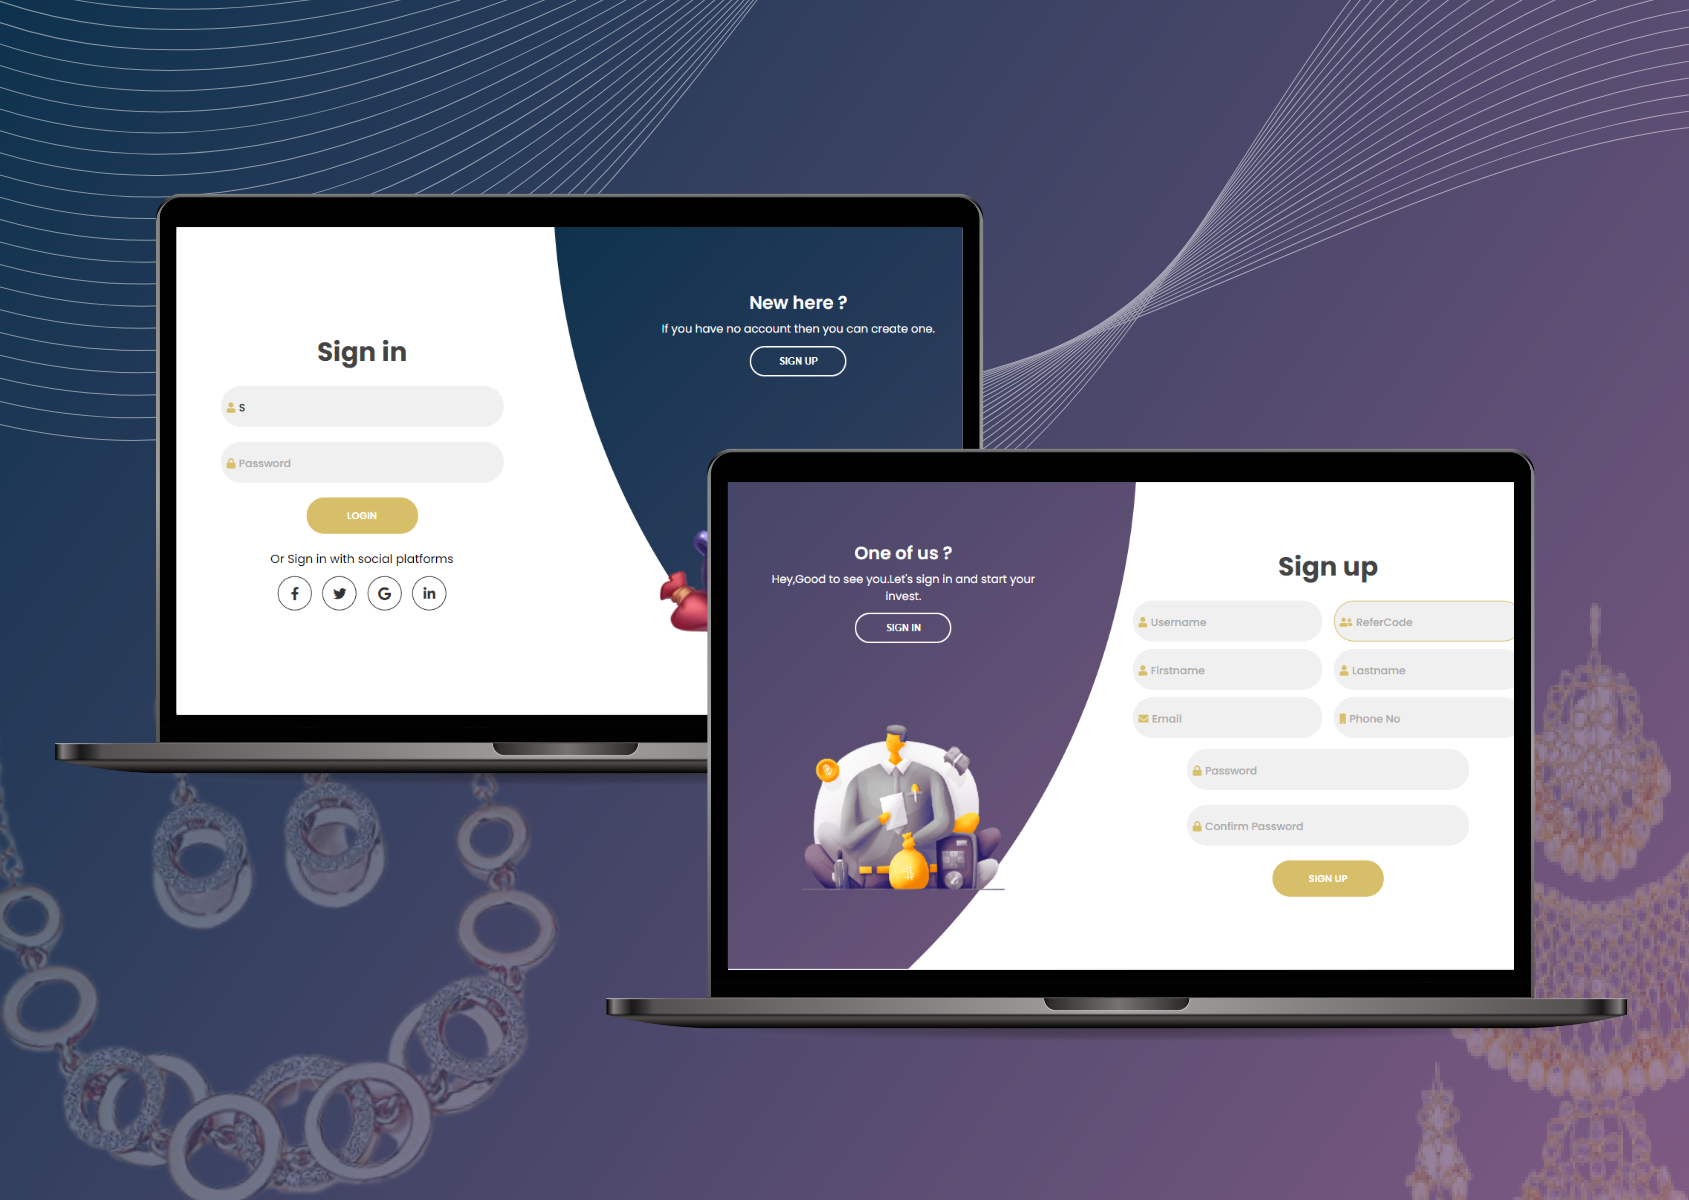 Sign in
S
Password
LOGIN
Or Sign in with social platforms
New here ?
If you have no account then you can create one.
SIGN UP
One of us ?
Hey,Good to see you.Let's sign in and start your
invest.
SIGN IN
Sign up
Username
ReferCode
Firstname
Lastname
Email
Phone No
Password
Confirm Password
SIGN UP